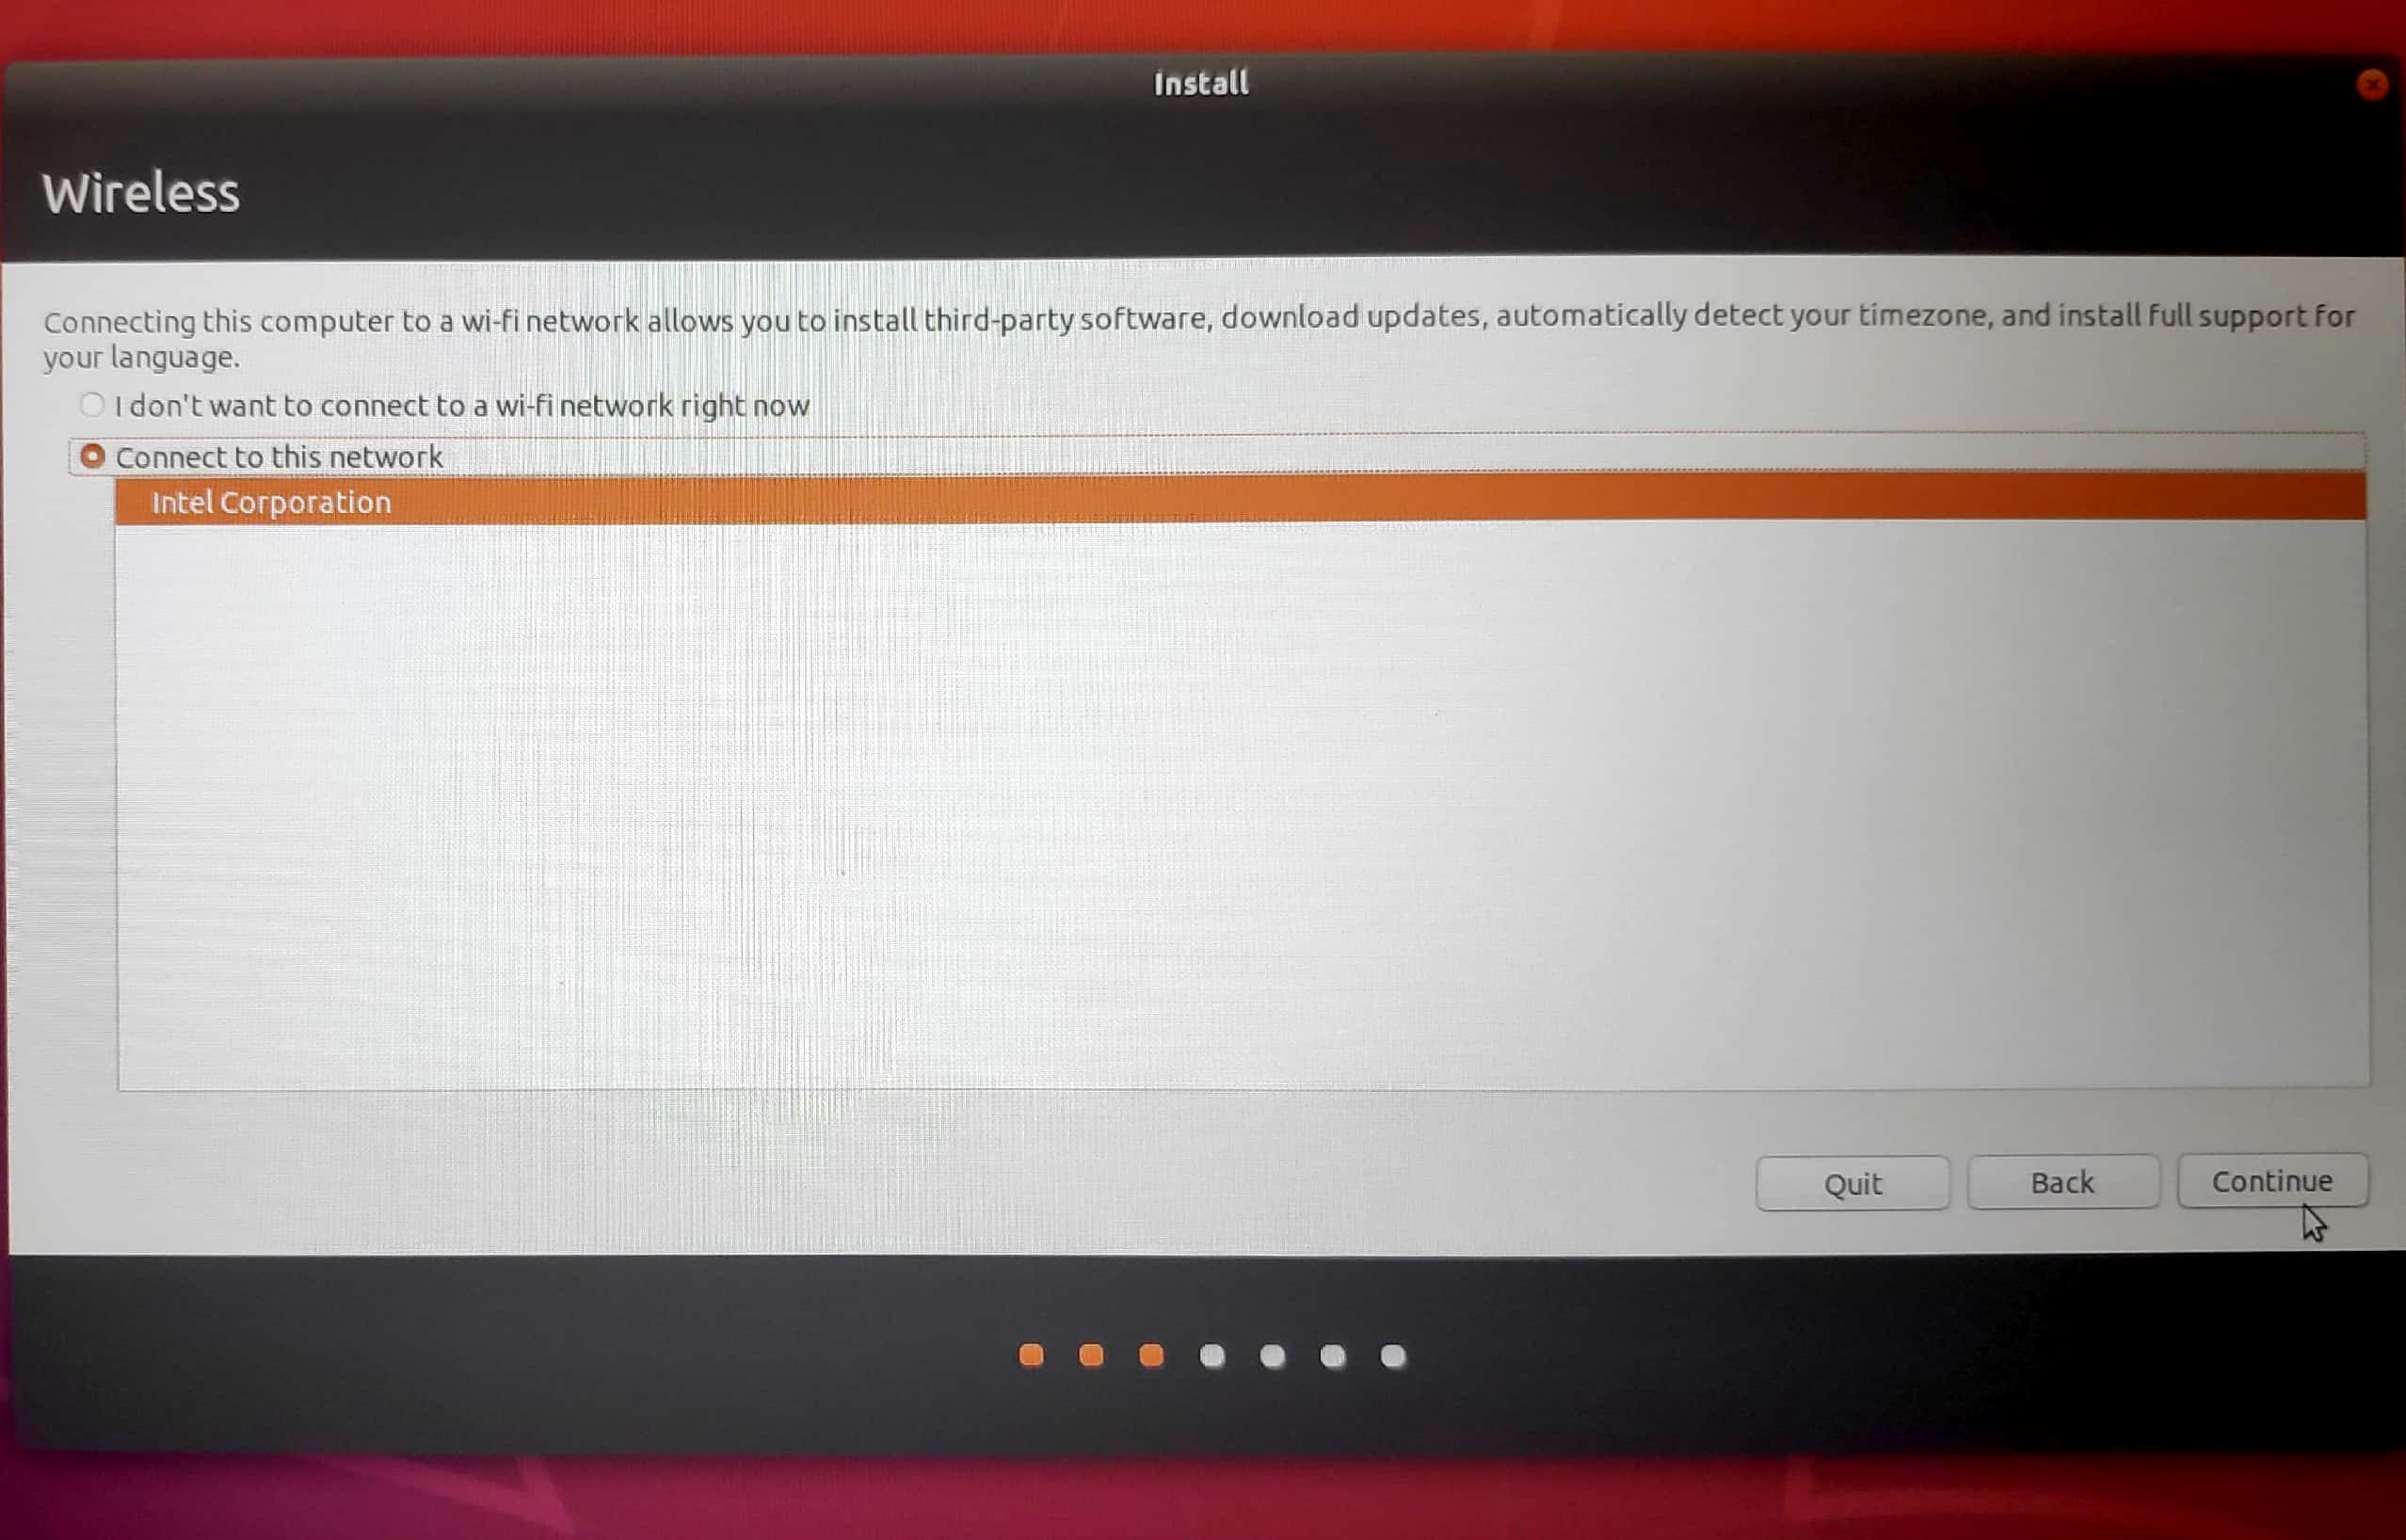 Install
Wireless
Connecting this computer to a wi-fi network allows you to install third-party software, download updates, automatically detect your timezone, and install full support for
your language.
I don't want to connect to a wi-fi network right now
Connect to this network
Intel Corporation
Quit
Back
Continue